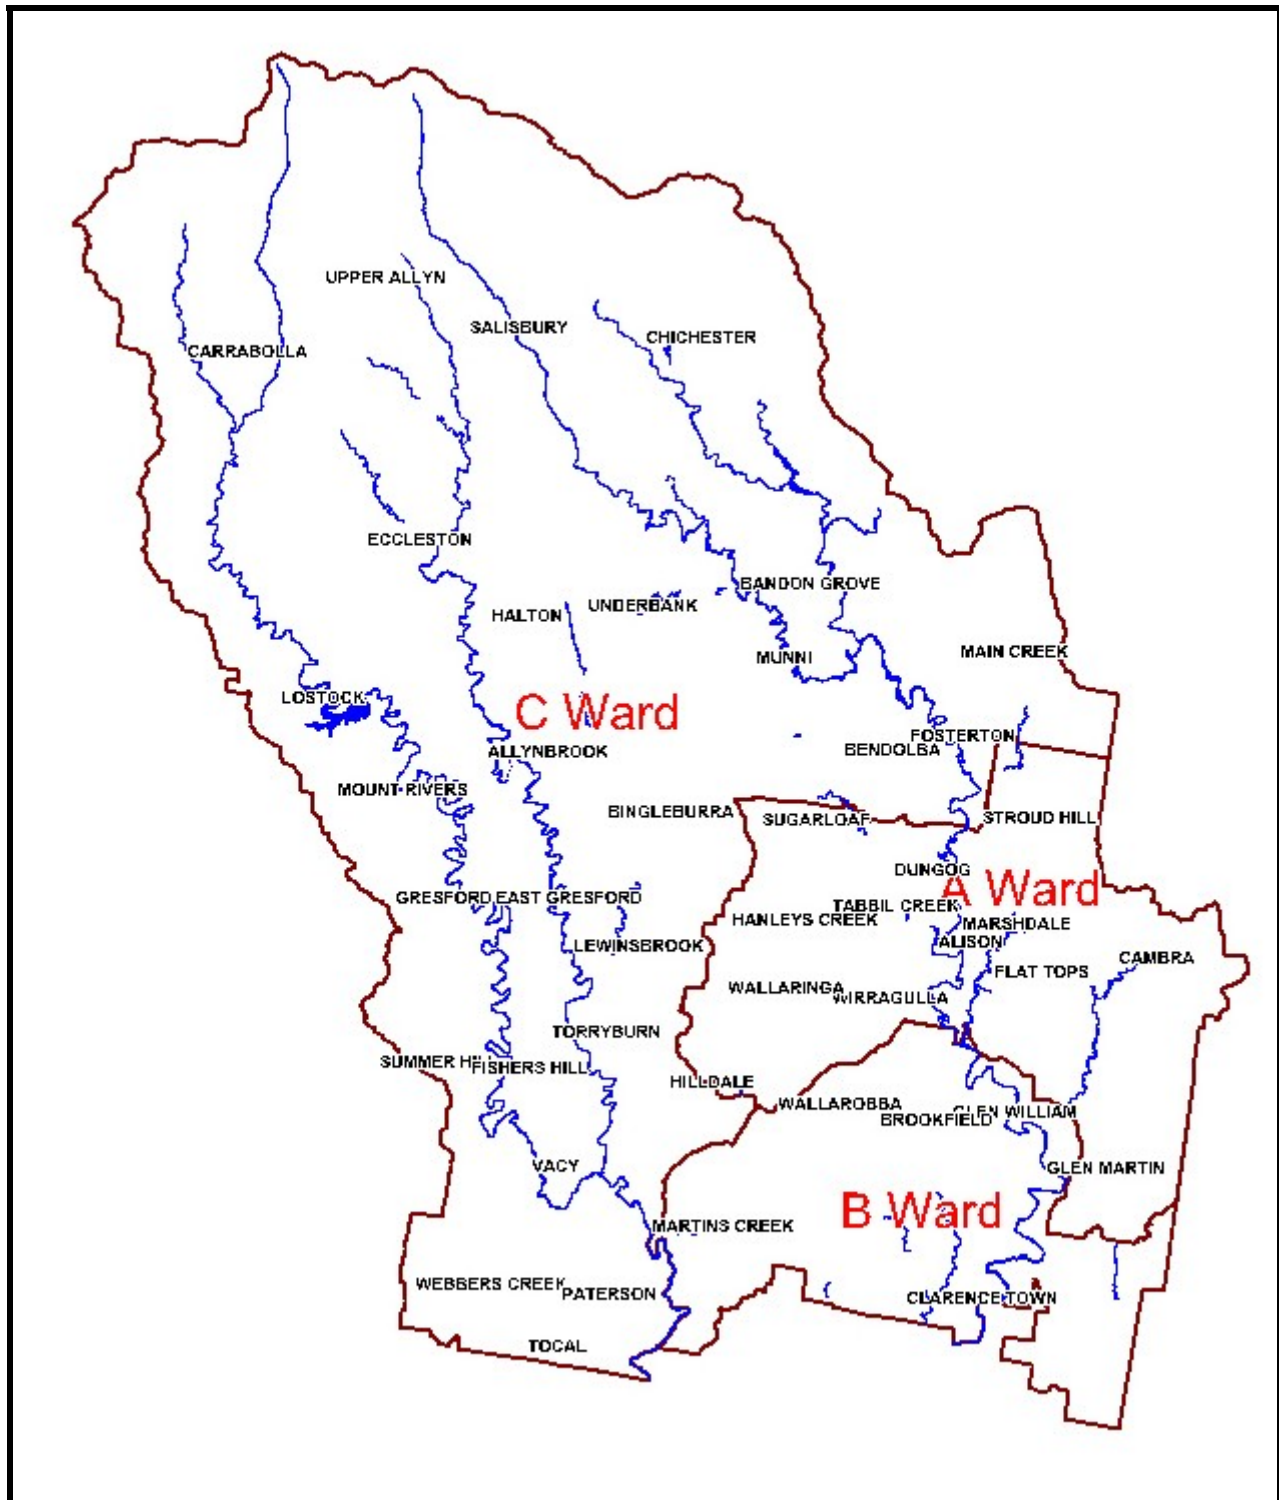 UPPER ALLYN
SALISBURY
CHICHESTER
CARRABOLLA
ECCLESTON
BANDON GROVE
UNDERBANK
HALTON
MAIN CREEK
MUNNI
LOSTOCK
C Ward
FOSTERTON
BENDOLBA
ALLYNBROOK
MOUNT RIVERS
BINGLEBURRA
SUGARLOAF
STROUD HILL
DUNGOG
A Ward
GRESFORD
EAST GRESFORD
TABBIL CREEK
HANLEYS CREEK
MARSHDALE
ALISON
LEWINSBROOK
CAMBRA
FLAT TOPS
WALLARINGA
WIRRAGULLA
TORRYBURN
SUMMER HILL
FISHERS HILL
HILLDALE
WALLAROBBA
GLEN WILLIAM
BROOKFIELD
VACY
GLEN MARTIN
B Ward
MARTINS CREEK
WEBBERS CREEK
PATERSON
CLARENCE TOWN
TOCAL